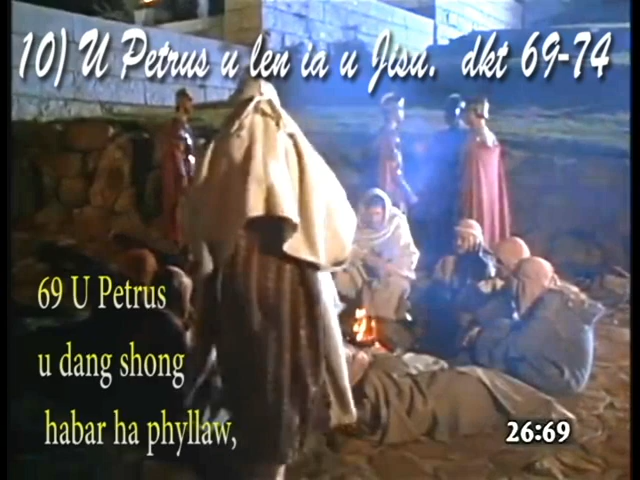 10) U Petrus u len ia u Jisu. dkt 69-74
69 U Petrus
u dang shong
habar ha phyllaw,
26:69